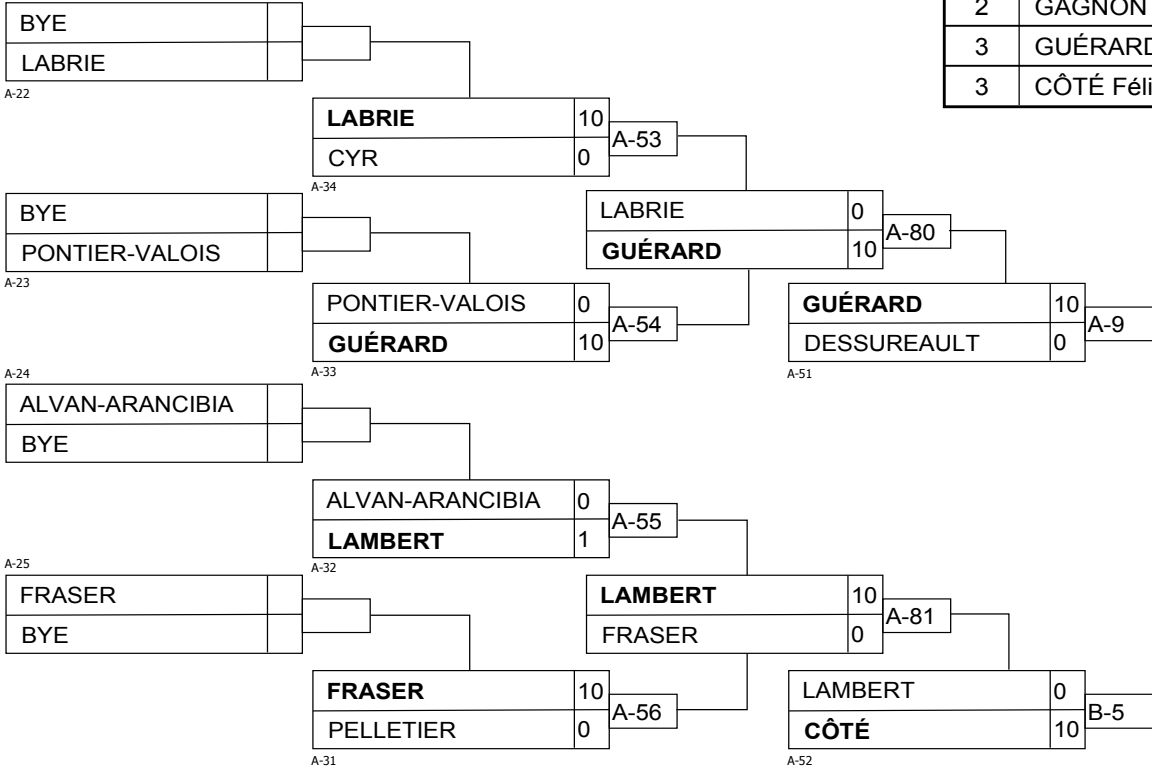 2 GAGNON
3 GUÉRARD
3 CÔTÉ
BYE
LABRIE
A-22
LABRIE 10
CYR 0
A-53
A-34
BYE
PONTIER-VALOIS
A-23
LABRIE 0
GUÉRARD 10
A-80
PONTIER-VALOIS 0
GUÉRARD 10
A-54
A-33
GUÉRARD 10
DESSUREAULT 0
A-9
A-51
A-24
ALVAN-ARANCIBIA
BYE
ALVAN-ARANCIBIA 0
LAMBERT 1
A-55
A-32
A-25
FRASER
BYE
LAMBERT 10
FRASER 0
A-81
FRASER 10
PELLETIER 0
A-56
A-31
LAMBERT 0
CÔTÉ 10
B-5
A-52